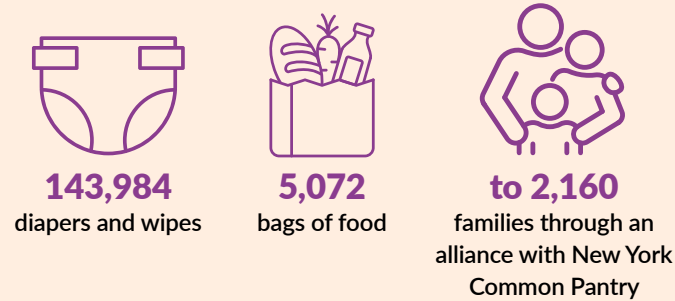 143,984
diapers and wipes
5,072
bags of food
to 2,160
families through an
alliance with New York
Common Pantry